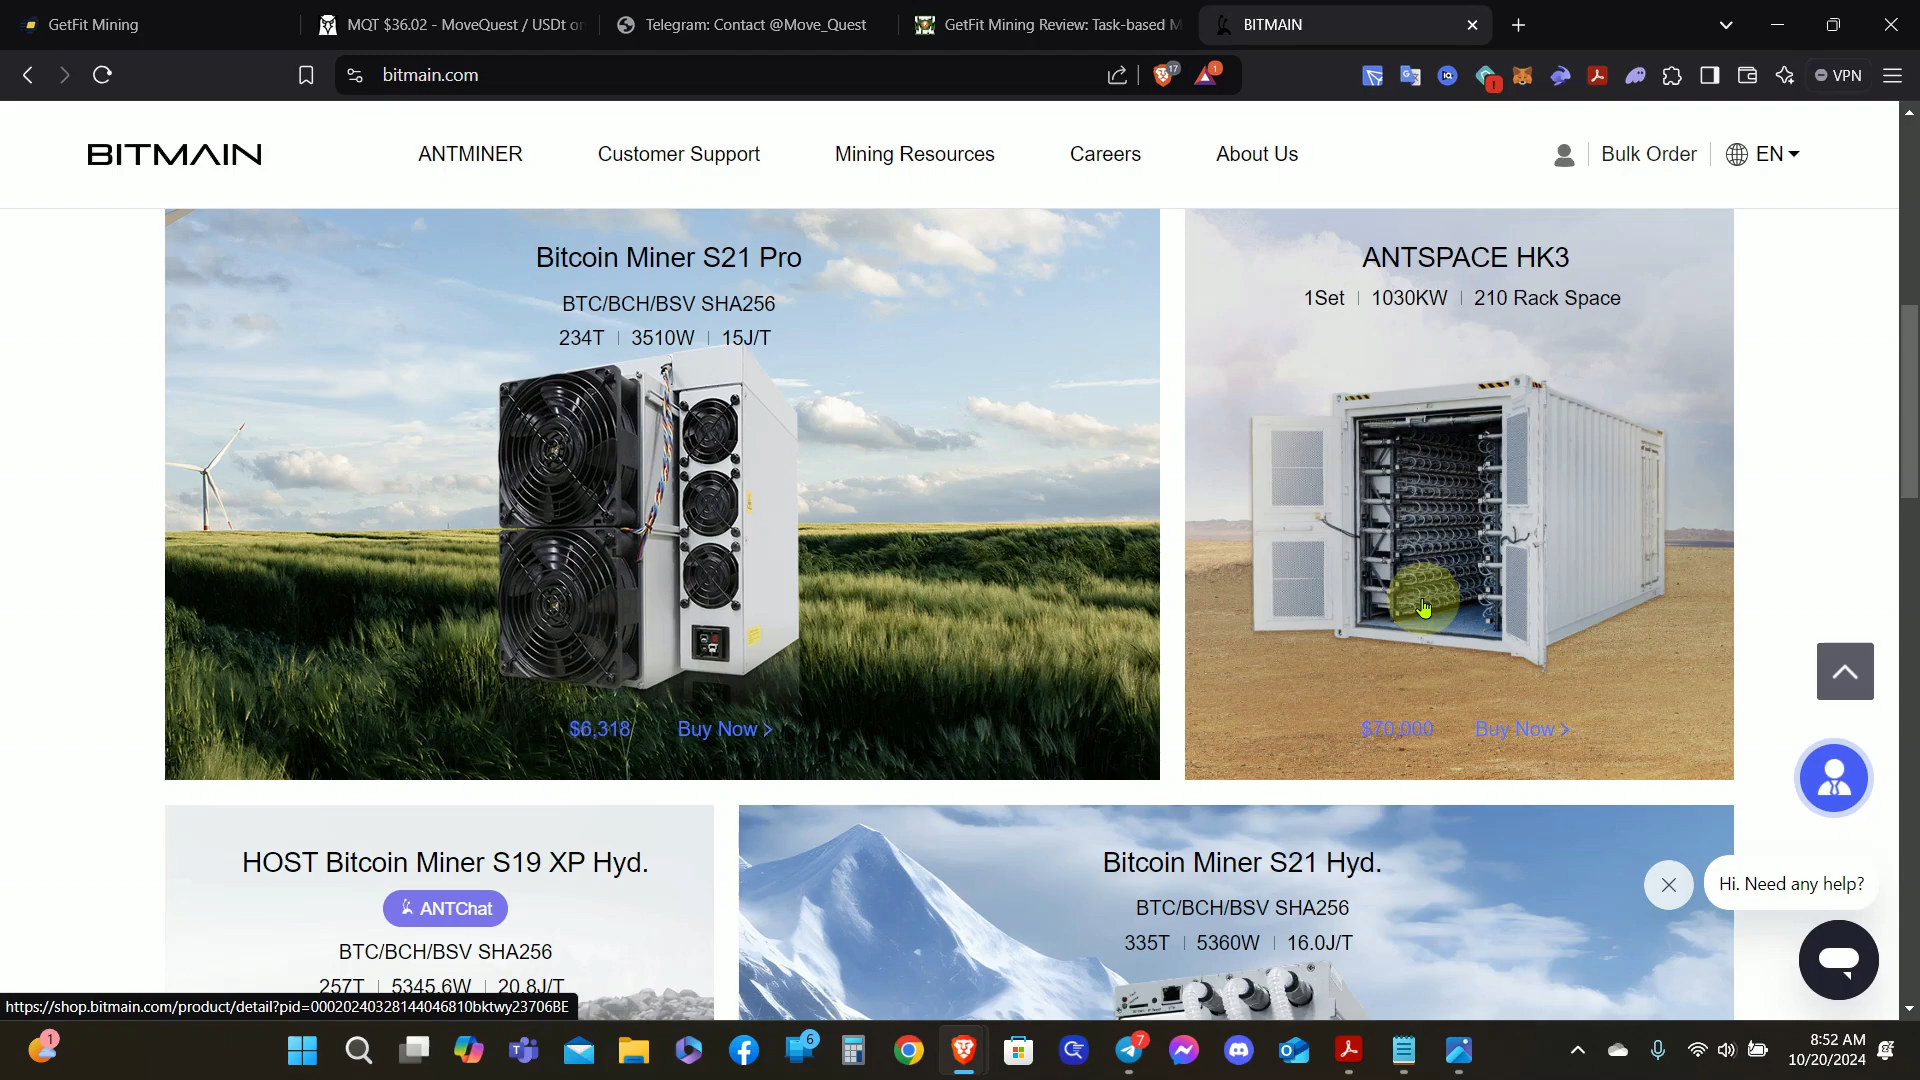 GetFit Mining
MQT $36.02 - MoveQuest / USDt or
Telegram: Contact @Move_Quest
GetFit Mining Review: Task-based M
BITMAIN
bitmain.com
17
1
VPN
BITMAIN
ANTMINER
Customer Support
Mining Resources
Careers
About Us
Bulk Order
EN
Bitcoin Miner S21 Pro
BTC/BCH/BSV SHA256
234T | 3510W | 15J/T
$6,318 Buy Now >
ANTSPACE HK3
1Set | 1030KW | 210 Rack Space
$70,000 Buy Now >
HOST Bitcoin Miner S19 XP Hyd.
ANTChat
BTC/BCH/BSV SHA256
257T | 5345.6W | 20.8J/T
Bitcoin Miner S21 Hyd.
BTC/BCH/BSV SHA256
335T | 5360W | 16.0J/T
Hi. Need any help?
https://shop.bitmain.com/product/detail?pid=00020240328144046810bktwy23706BE
1
6
7
8:52 AM
10/20/2024